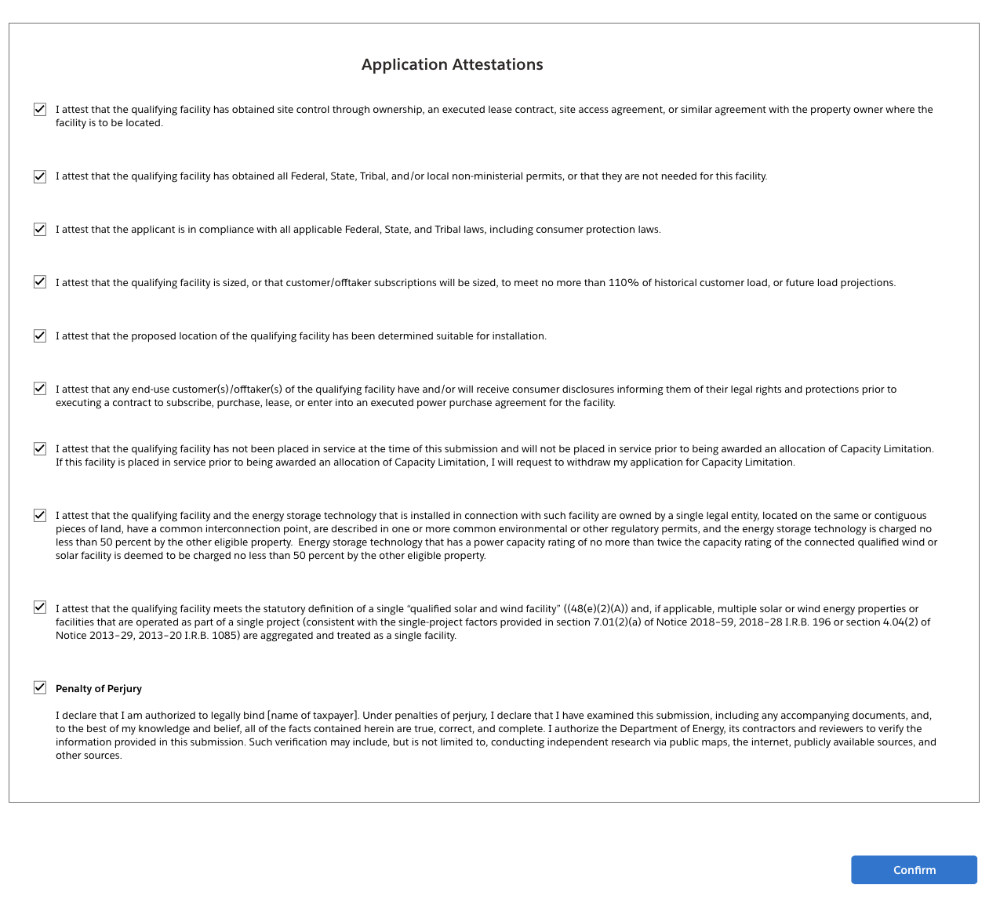 Application Attestations
I attest that the qualifying facility has obtained site control through ownership, an executed lease contract, site access agreement, or similar agreement with the property owner where the
facility is to be located.
I attest that the qualifying facility has obtained all Federal, State, Tribal, and/or local non-ministerial permits, or that they are not needed for this facility.
I attest that the applicant is in compliance with all applicable Federal, State, and Tribal laws, including consumer protection laws.
I attest that the qualifying facility is sized, or that customer/offtaker subscriptions will be sized, to meet no more than 110% of historical customer load, or future load projections.
I attest that the proposed location of the qualifying facility has been determined suitable for installation.
I attest that any end-use customer(s)/offtaker(s) of the qualifying facility have and/or will receive consumer disclosures informing them of their legal rights and protections prior to
executing a contract to subscribe, purchase, lease, or enter into an executed power purchase agreement for the facility.
I attest that the qualifying facility has not been placed in service at the time of this submission and will not be placed in service prior to being awarded an allocation of Capacity Limitation.
If this facility is placed in service prior to being awarded an allocation of Capacity Limitation, I will request to withdraw my application for Capacity Limitation.
I attest that the qualifying facility and the energy storage technology that is installed in connection with such facility are owned by a single legal entity, located on the same or contiguous
pieces of land, have a common interconnection point, are described in one or more common environmental or other regulatory permits, and the energy storage technology is charged no
less than 50 percent by the other eligible property.  Energy storage technology that has a power capacity rating of no more than twice the capacity rating of the connected qualified wind or
solar facility is deemed to be charged no less than 50 percent by the other eligible property.
I attest that the qualifying facility meets the statutory definition of a single “qualified solar and wind facility” ((48(e)(2)(A)) and, if applicable, multiple solar or wind energy properties or
facilities that are operated as part of a single project (consistent with the single-project factors provided in section 7.01(2)(a) of Notice 2018–59, 2018–28 I.R.B. 196 or section 4.04(2) of
Notice 2013–29, 2013–20 I.R.B. 1085) are aggregated and treated as a single facility.
Penalty of Perjury
I declare that I am authorized to legally bind [name of taxpayer]. Under penalties of perjury, I declare that I have examined this submission, including any accompanying documents, and,
to the best of my knowledge and belief, all of the facts contained herein are true, correct, and complete. I authorize the Department of Energy, its contractors and reviewers to verify the
information provided in this submission. Such verification may include, but is not limited to, conducting independent research via public maps, the internet, publicly available sources, and
other sources.
Confirm